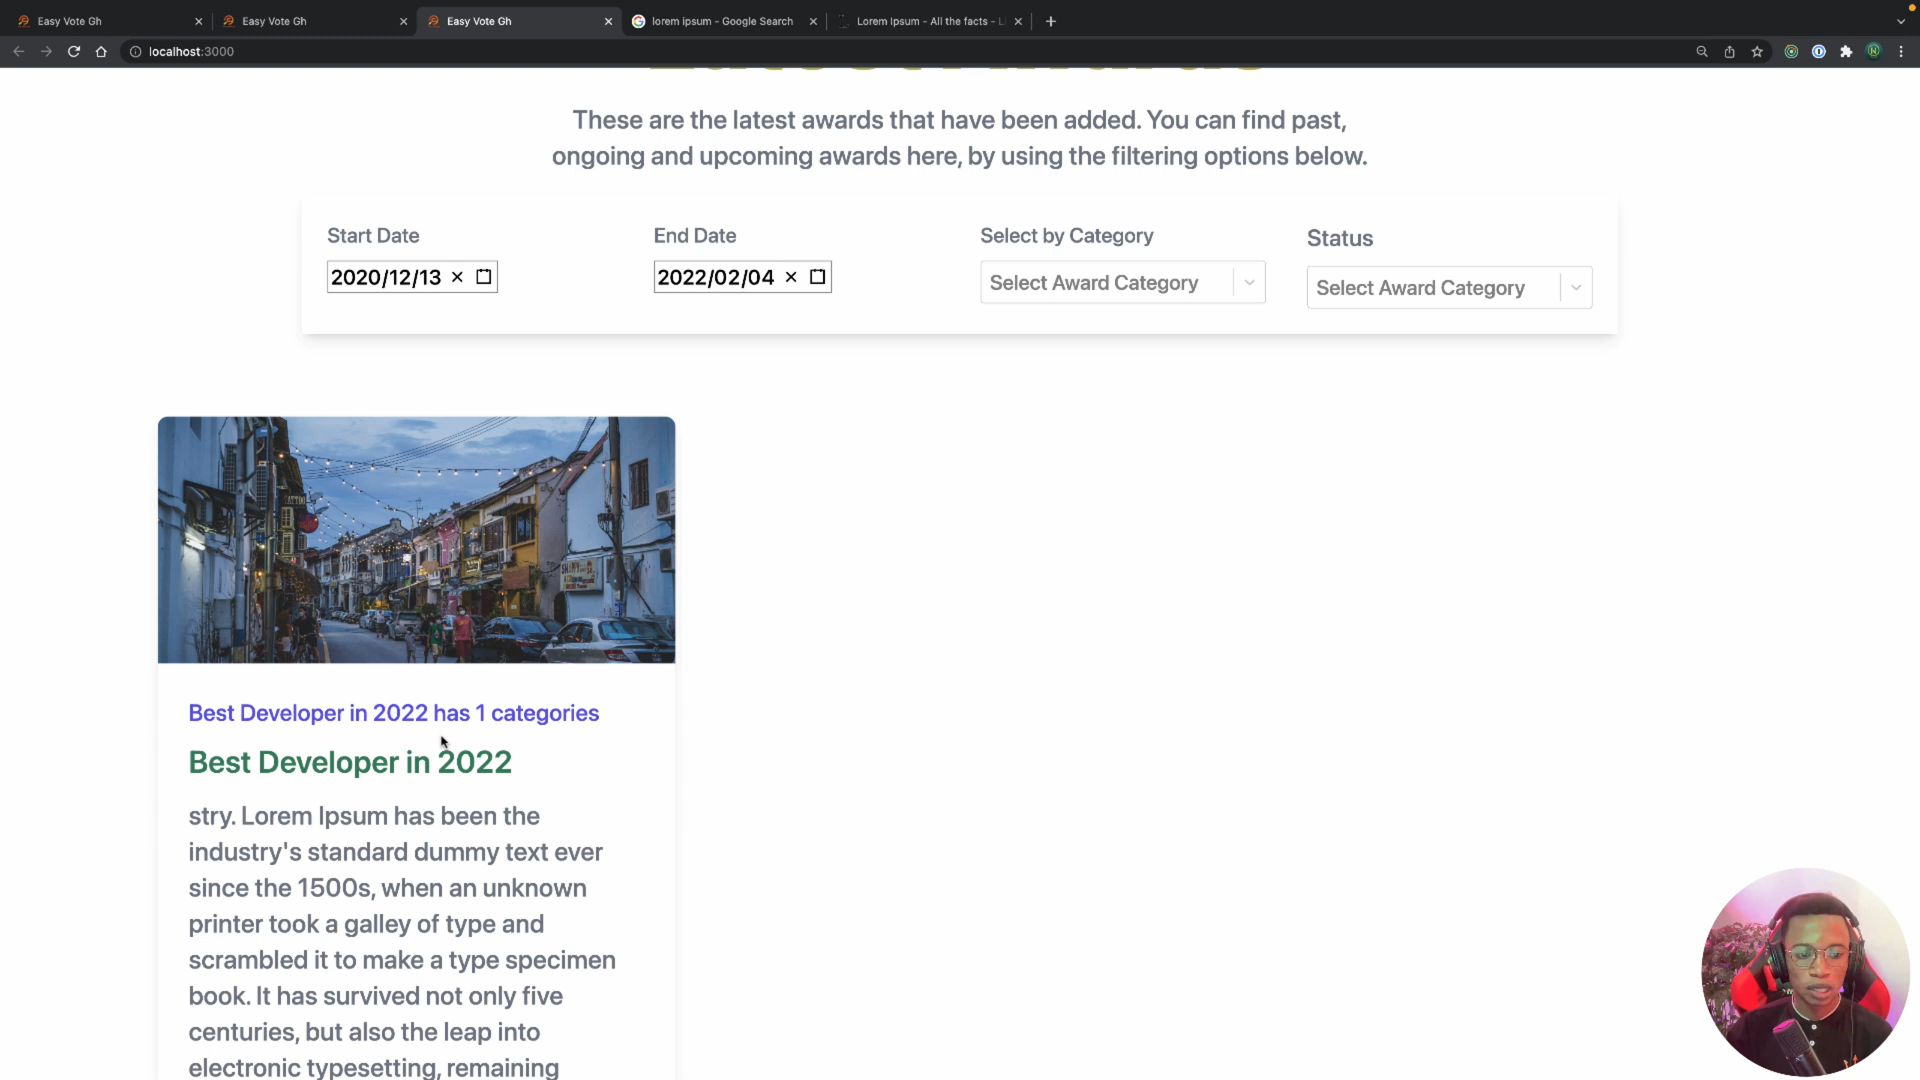 Easy Vote Gh
Easy Vote Gh
Easy Vote Gh
lorem ipsum - Google Search
Lorem Ipsum - All the facts - Li
localhost:3000
These are the latest awards that have been added. You can find past,
ongoing and upcoming awards here, by using the filtering options below.
Start Date
End Date
Select by Category
Status
2020/12/13
2022/02/04
Select Award Category
Select Award Category
Best Developer in 2022 has 1 categories
Best Developer in 2022
stry. Lorem Ipsum has been the
industry's standard dummy text ever
since the 1500s, when an unknown
printer took a galley of type and
scrambled it to make a type specimen
book. It has survived not only five
centuries, but also the leap into
electronic typesetting, remaining